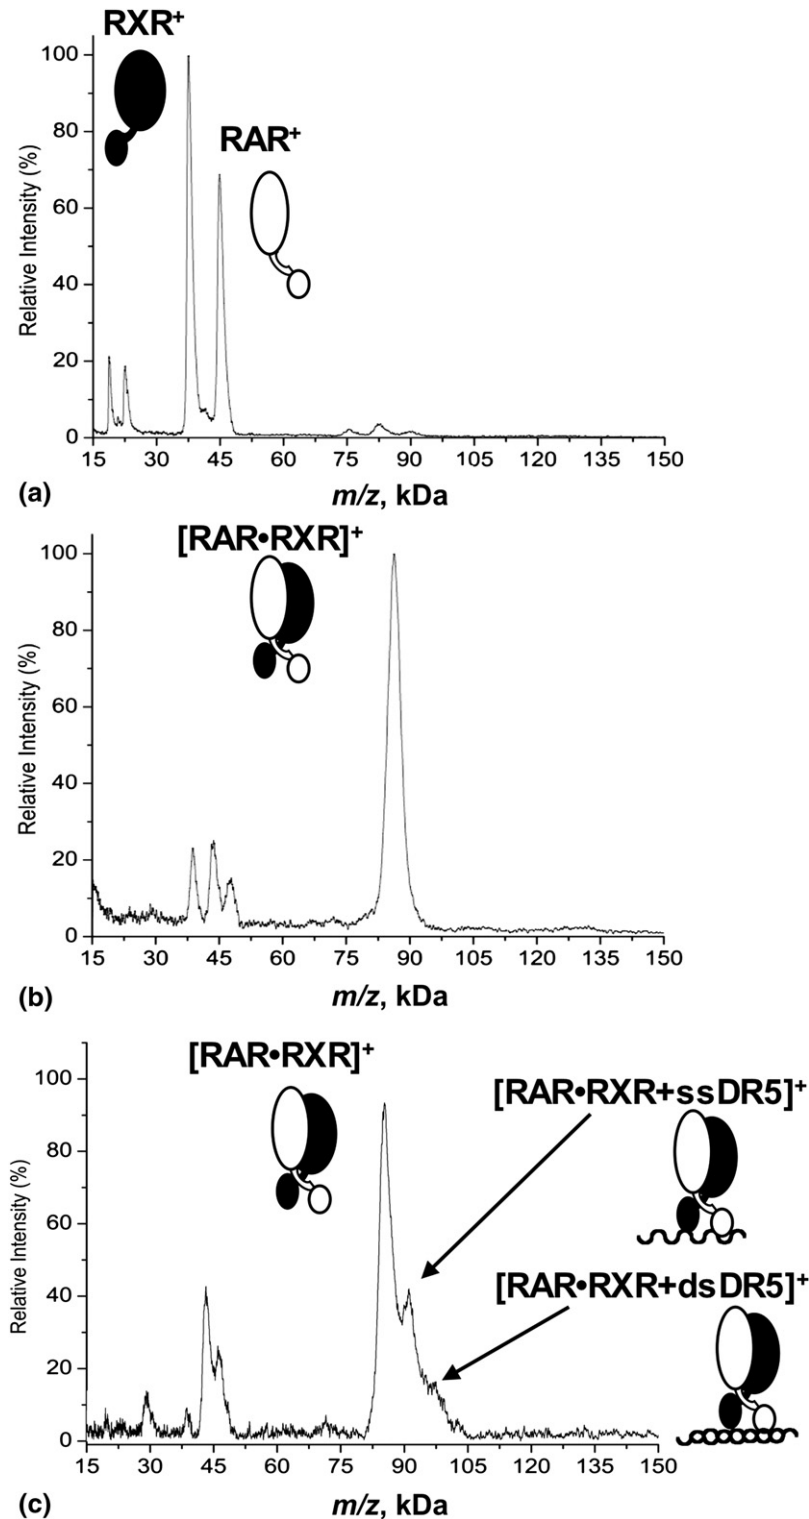 RXR⁺
RAR⁺
100
80
60
40
20
0
Relative Intensity (%)
15 30 45 60 75 90 105 120 135 150
(a)
m/z, kDa
[RAR•RXR]⁺
100
80
60
40
20
0
Relative Intensity (%)
15 30 45 60 75 90 105 120 135 150
(b)
m/z, kDa
[RAR•RXR]⁺
[RAR•RXR+ssDR5]⁺
[RAR•RXR+dsDR5]⁺
100
80
60
40
20
0
Relative Intensity (%)
15 30 45 60 75 90 105 120 135 150
(c)
m/z, kDa